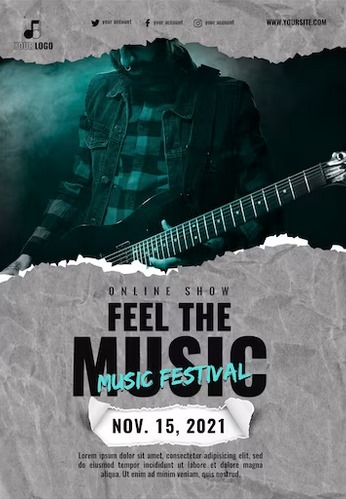 your account your account your account WWW.YOURSITE.COM
YOUR LOGO
ONLINE SHOW
FEEL THE
MUSIC
MUSIC FESTIVAL
NOV. 15, 2021
Lorem ipsum dolor sit amet, consectetur adipiscing elit, sed do
eiusmod tempor incididunt ut labore et dolore magna
aliqua. Ut enim ad minim veniam, quis nostrud.